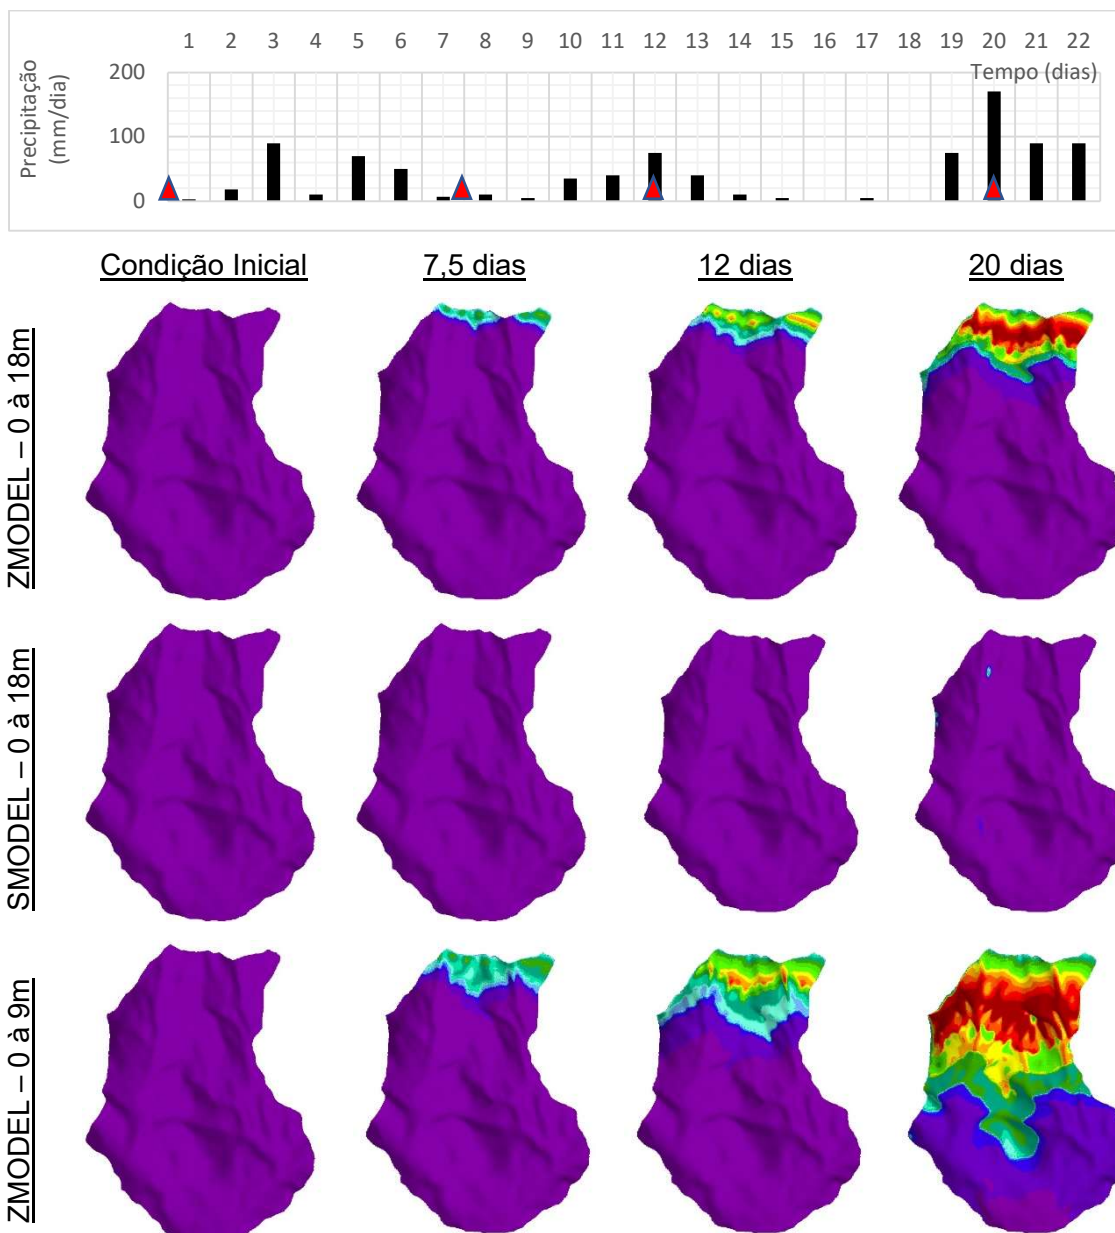 1 2 3 4 5 6 7 8 9 10 11 12 13 14 15 16 17 18 19 20 21 22
Tempo (dias)
Precipitação
(mm/dia)
200
100
0
Condição Inicial 7,5 dias 12 dias 20 dias
ZMODEL – 0 à 18m
SMODEL – 0 à 18m
ZMODEL – 0 à 9m